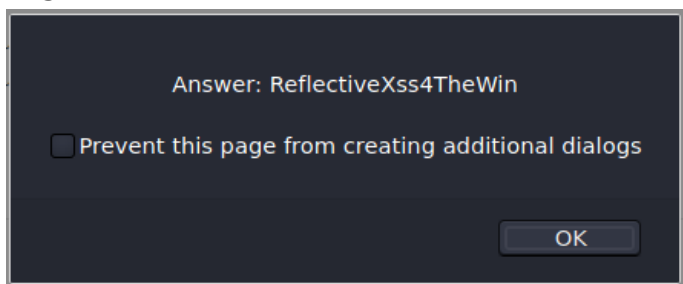 Answer: ReflectiveXss4TheWin
Prevent this page from creating additional dialogs
OK